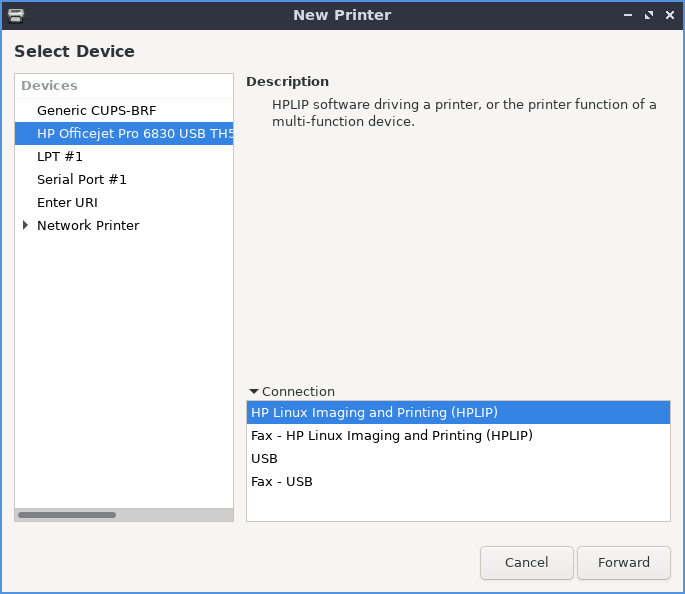 New Printer
Select Device
Devices
Generic CUPS-BRF
HP Officejet Pro 6830 USB TH5
LPT #1
Serial Port #1
Enter URI
Network Printer
Description
HPLIP software driving a printer, or the printer function of a
multi-function device.
Connection
HP Linux Imaging and Printing (HPLIP)
Fax - HP Linux Imaging and Printing (HPLIP)
USB
Fax - USB
Cancel
Forward